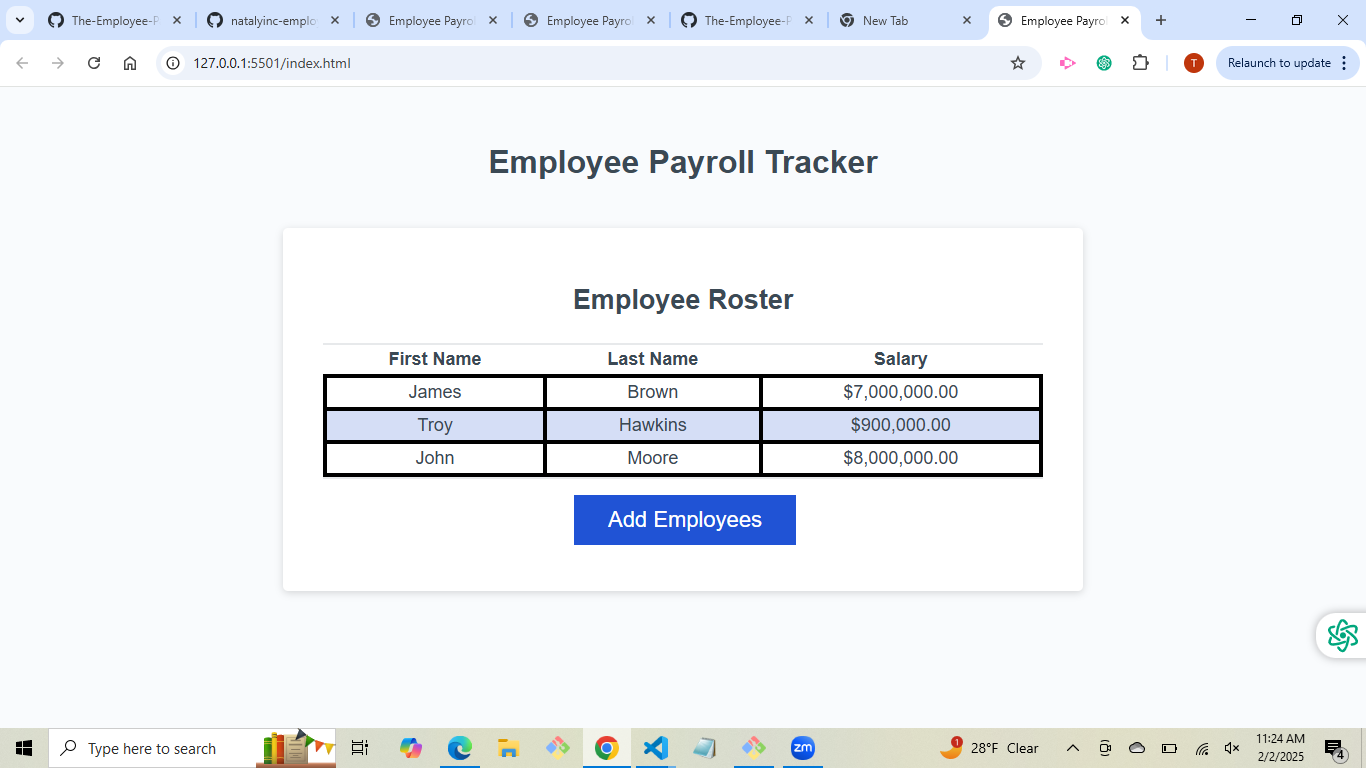 The-Employee-P
natalyinc-emplo
Employee Payrol
Employee Payrol
The-Employee-P
New Tab
Employee Payrol
127.0.0.1:5501/index.html
T
Relaunch to update
Employee Payroll Tracker
Employee Roster
First Name Last Name Salary
James Brown $7,000,000.00
Troy Hawkins $900,000.00
John Moore $8,000,000.00
Add Employees
Type here to search
zm
1
28°F Clear
11:24 AM
2/2/2025
4